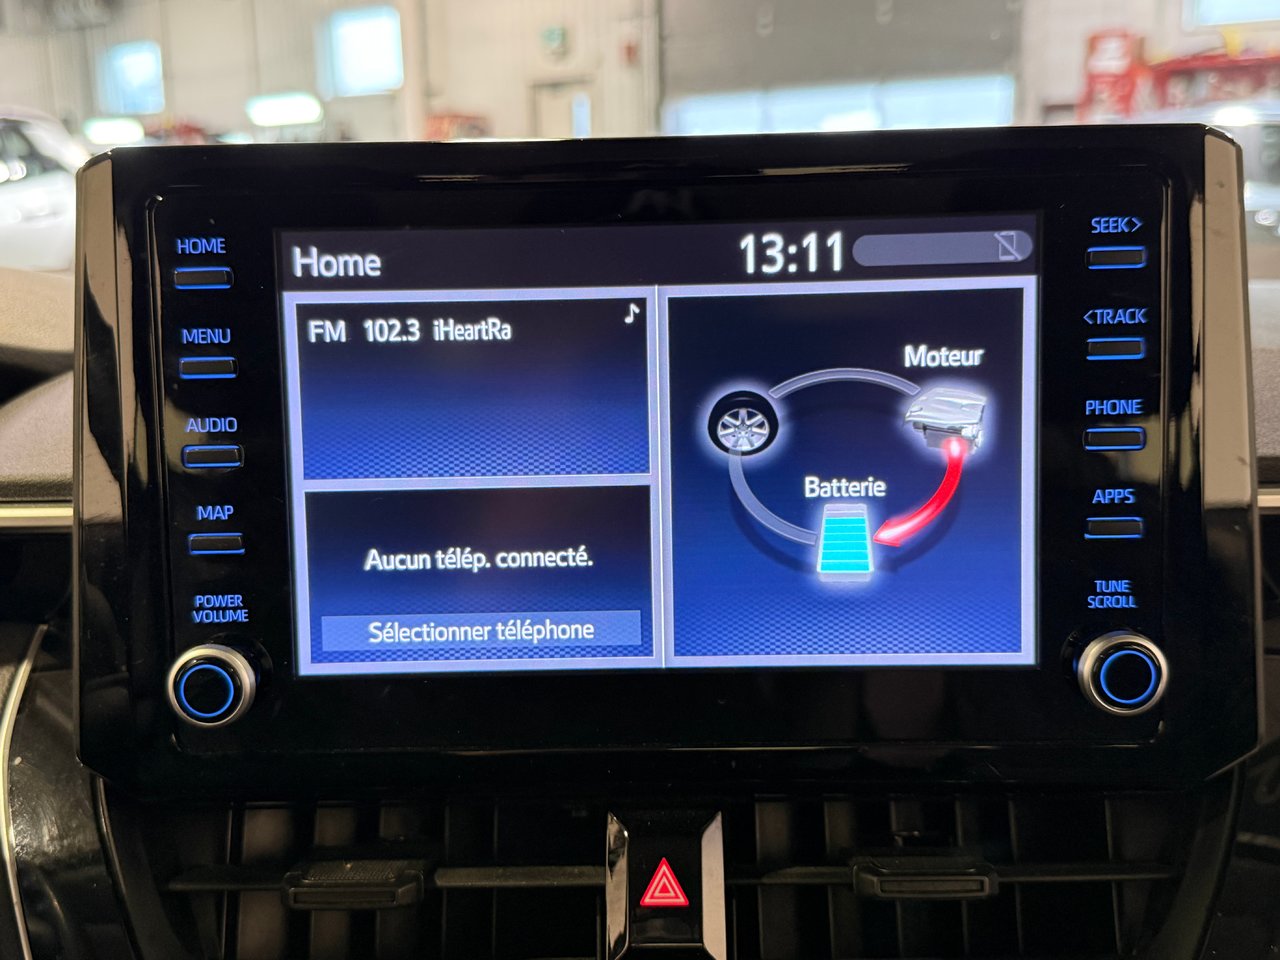 HOME
MENU
AUDIO
MAP
POWER
VOLUME
Home
13:11
FM 102.3 iHeartRa
Aucun télép. connecté.
Sélectionner téléphone
Moteur
Batterie
SEEK>
<TRACK
PHONE
APPS
TUNE
SCROLL